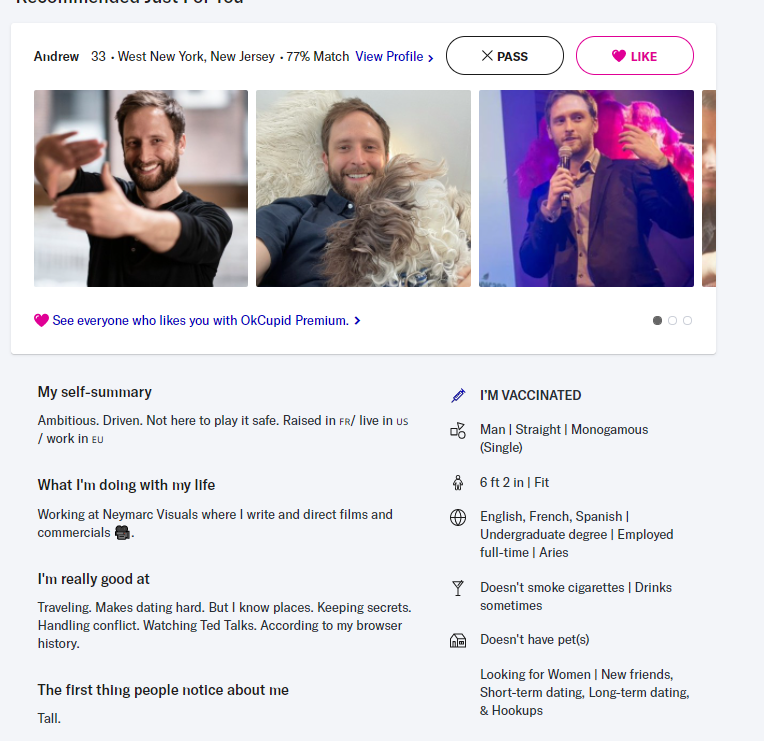 Recommended Just For You
Andrew 33 · West New York, New Jersey · 77% Match View Profile › PASS LIKE
See everyone who likes you with OkCupid Premium. ›
My self-summary
Ambitious. Driven. Not here to play it safe. Raised in FR/ live in US
/ work in EU
What I'm doing with my life
Working at Neymarc Visuals where I write and direct films and
commercials 🎥.
I'm really good at
Traveling. Makes dating hard. But I know places. Keeping secrets.
Handling conflict. Watching Ted Talks. According to my browser
history.
The first thing people notice about me
Tall.
I'M VACCINATED
Man | Straight | Monogamous
(Single)
6 ft 2 in | Fit
English, French, Spanish |
Undergraduate degree | Employed
full-time | Aries
Doesn't smoke cigarettes | Drinks
sometimes
Doesn't have pet(s)
Looking for Women | New friends,
Short-term dating, Long-term dating,
& Hookups